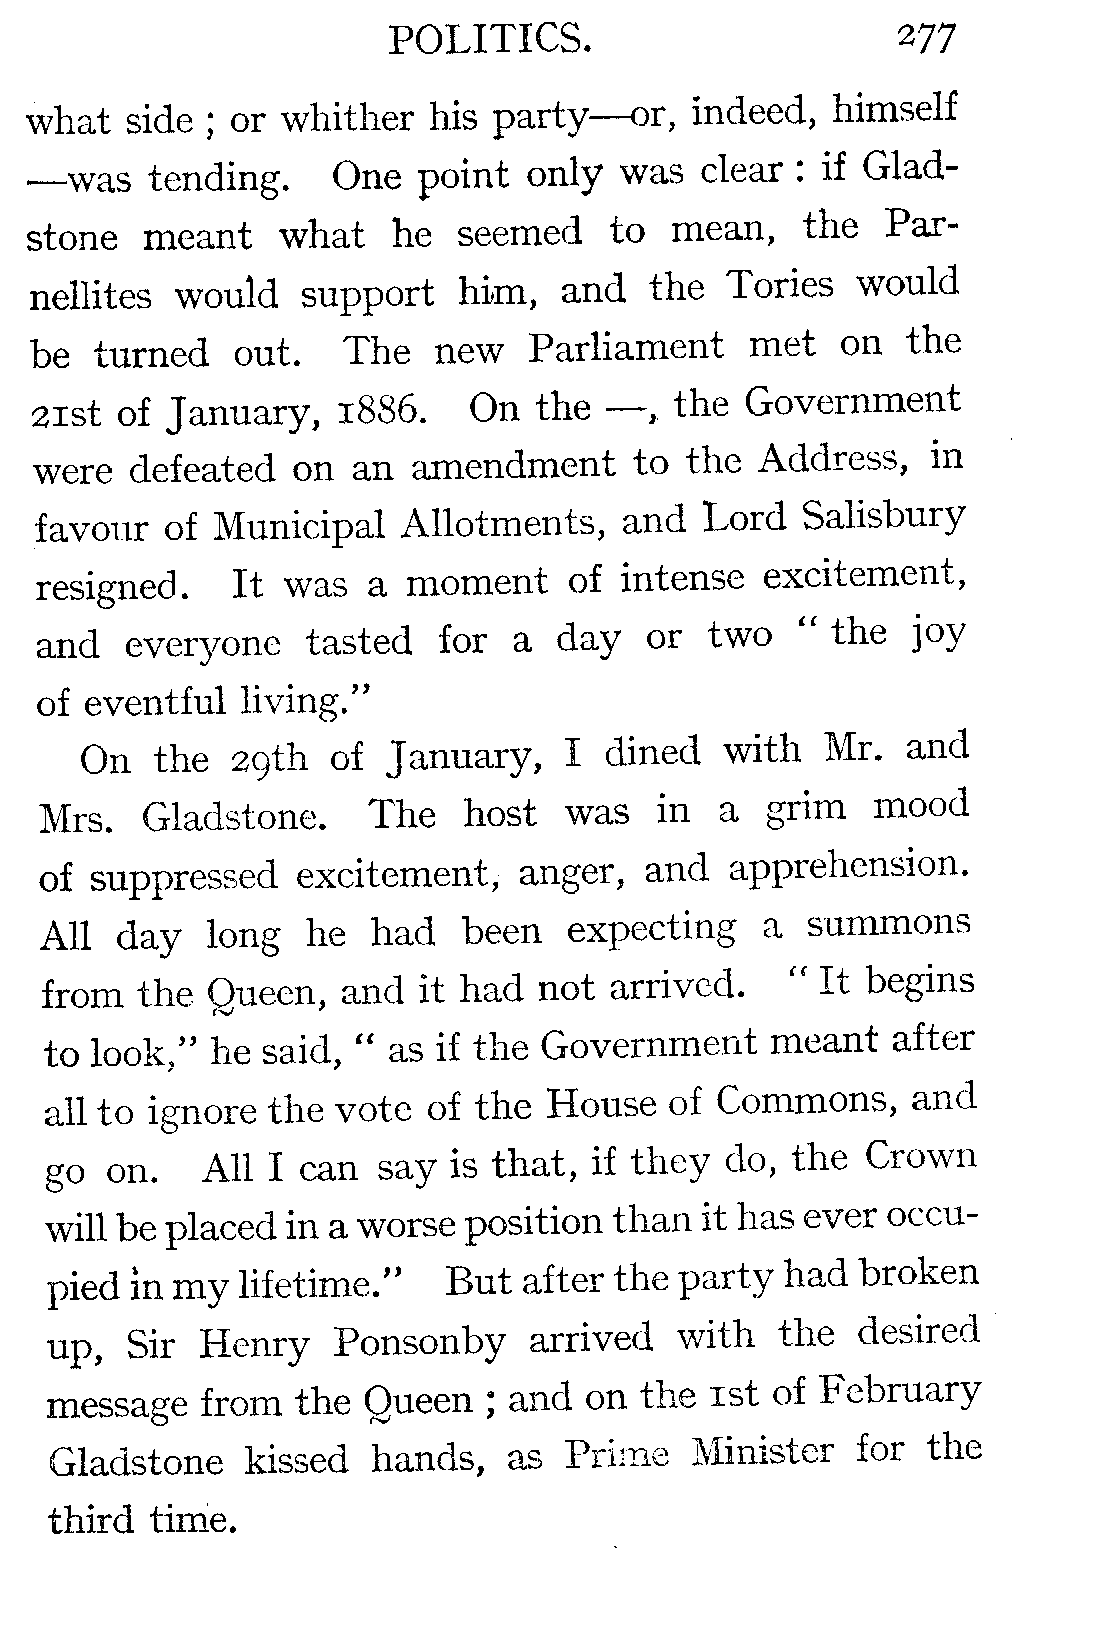 POLITICS. 277
what side ; or whither his party—or, indeed, himself
—was tending. One point only was clear : if Glad-
stone meant what he seemed to mean, the Par-
nellites would support him, and the Tories would
be turned out. The new Parliament met on the
21st of January, 1886. On the —, the Government
were defeated on an amendment to the Address, in
favour of Municipal Allotments, and Lord Salisbury
resigned. It was a moment of intense excitement,
and everyone tasted for a day or two “ the joy
of eventful living.”
On the 29th of January, I dined with Mr. and
Mrs. Gladstone. The host was in a grim mood
of suppressed excitement, anger, and apprehension.
All day long he had been expecting a summons
from the Queen, and it had not arrived. “ It begins
to look,” he said, “ as if the Government meant after
all to ignore the vote of the House of Commons, and
go on. All I can say is that, if they do, the Crown
will be placed in a worse position than it has ever occu-
pied in my lifetime.” But after the party had broken
up, Sir Henry Ponsonby arrived with the desired
message from the Queen ; and on the 1st of February
Gladstone kissed hands, as Prime Minister for the
third time.